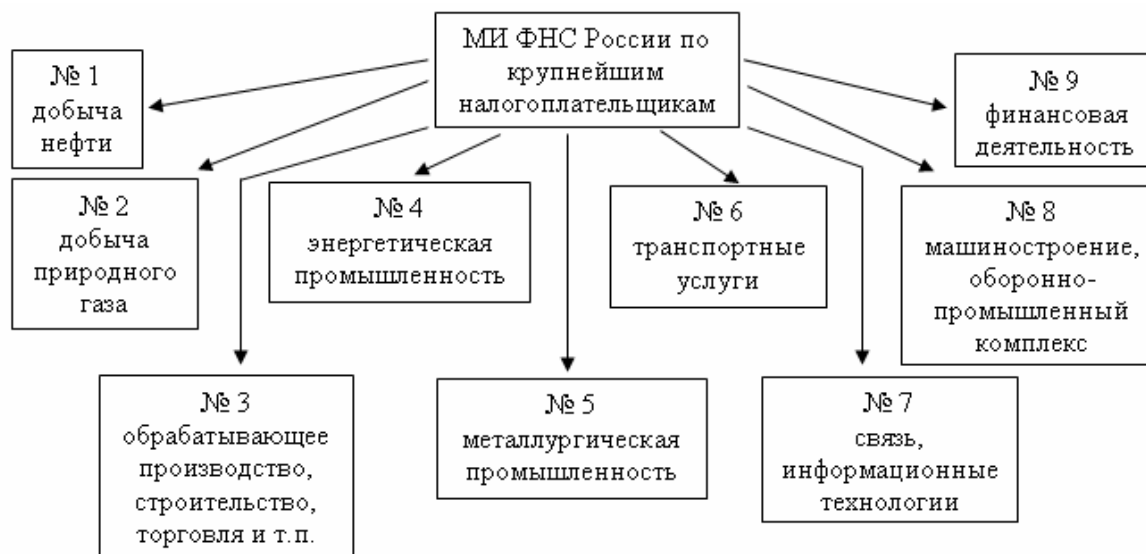 МИ ФНС России по
крупнейшим
налогоплательщикам
№ 1
добыча
нефти
№ 2
добыча
природного
газа
№ 3
обрабатывающее
производство,
строительство,
торговля и т.п.
№ 4
энергетическая
промышленность
№ 5
металлургическая
промышленность
№ 6
транспортные
услуги
№ 7
связь,
информационные
технологии
№ 8
машиностроение,
оборонно-
промышленный
комплекс
№ 9
финансовая
деятельность